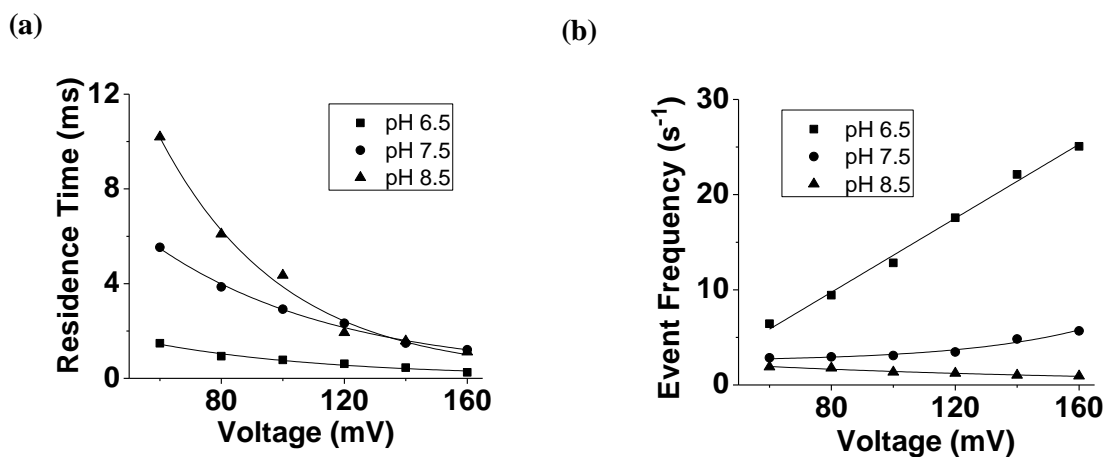 (a)
Residence Time (ms)
12
8
4
0
80
120
160
Voltage (mV)
pH 6.5
pH 7.5
pH 8.5
(b)
Event Frequency (s⁻¹)
30
20
10
0
80
120
160
Voltage (mV)
pH 6.5
pH 7.5
pH 8.5